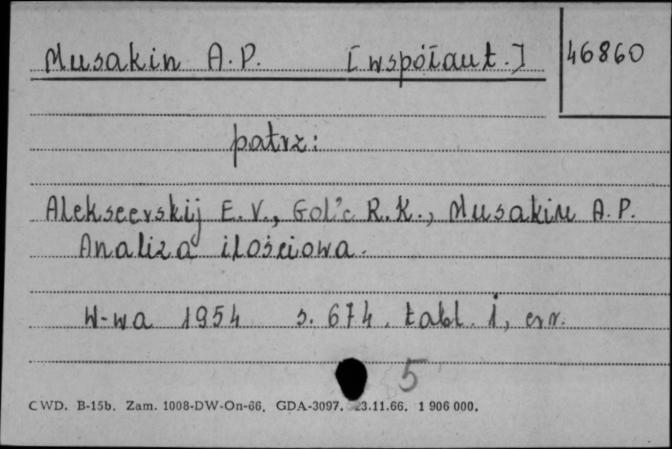 Musakin A.P. [współaut.] 46860
patrz:
Alekseevskij E.V., Gol'c R.K., Musakin A.P.
Analiza ilościowa.
W-wa 1954 s. 674, tabl. 1, err.
5
CWD. B-15b. Zam. 1008-DW-On-66. GDA-3097. 23.11.66. 1 906 000.